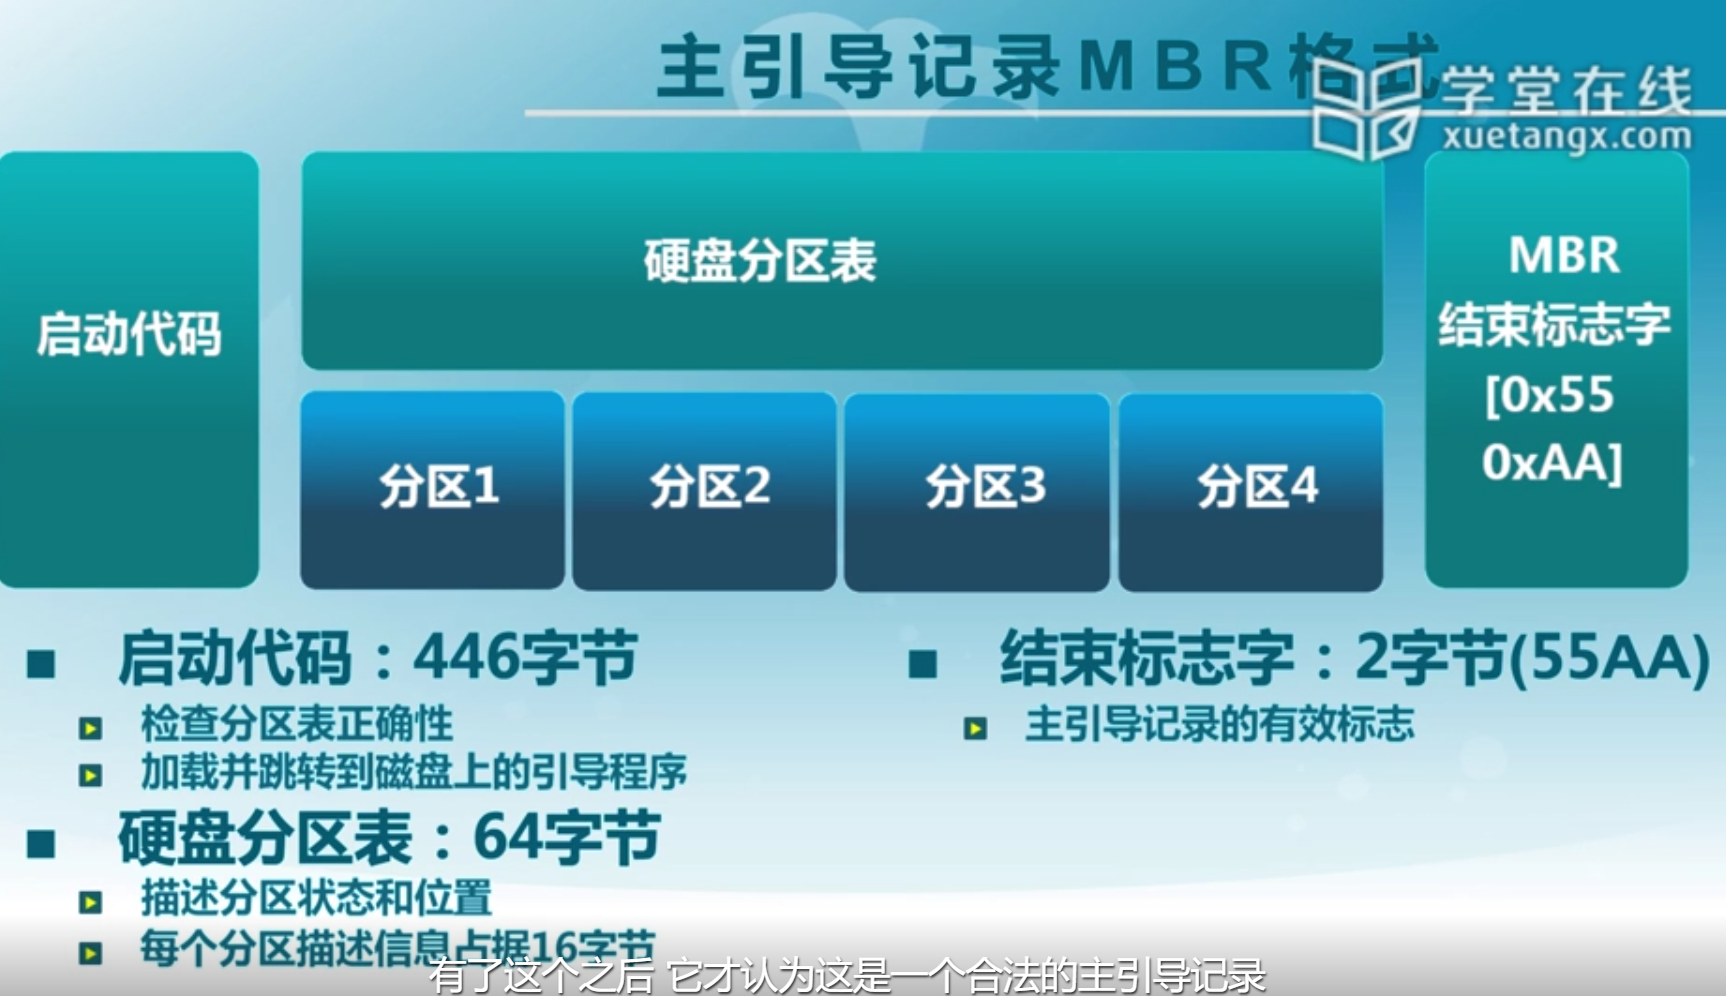 主引导记录MBR格式
学堂在线
xuetangx.com
启动代码
硬盘分区表
分区1
分区2
分区3
分区4
MBR
结束标志字
[0x55
0xAA]
启动代码：446字节
检查分区表正确性
加载并跳转到磁盘上的引导程序
硬盘分区表：64字节
描述分区状态和位置
每个分区描述信息占据16字节
结束标志字：2字节(55AA)
主引导记录的有效标志
有了这个之后 它才认为这是一个合法的主引导记录